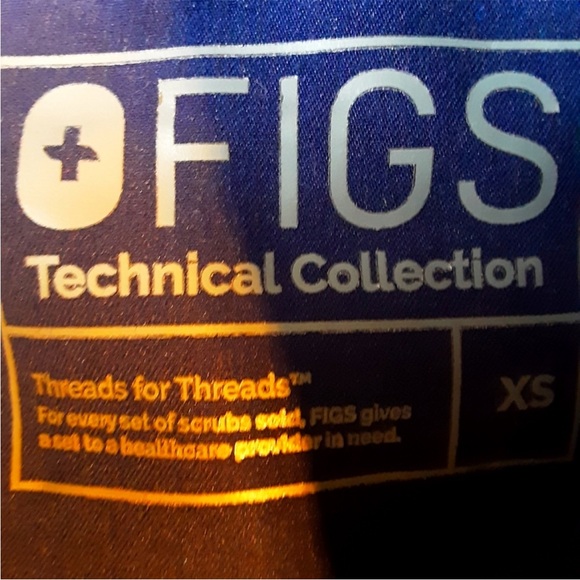 FIGS
Technical Collection
Threads for Threads™
For every set of scrubs sold, FIGS gives
a set to a healthcare provider in need.
XS